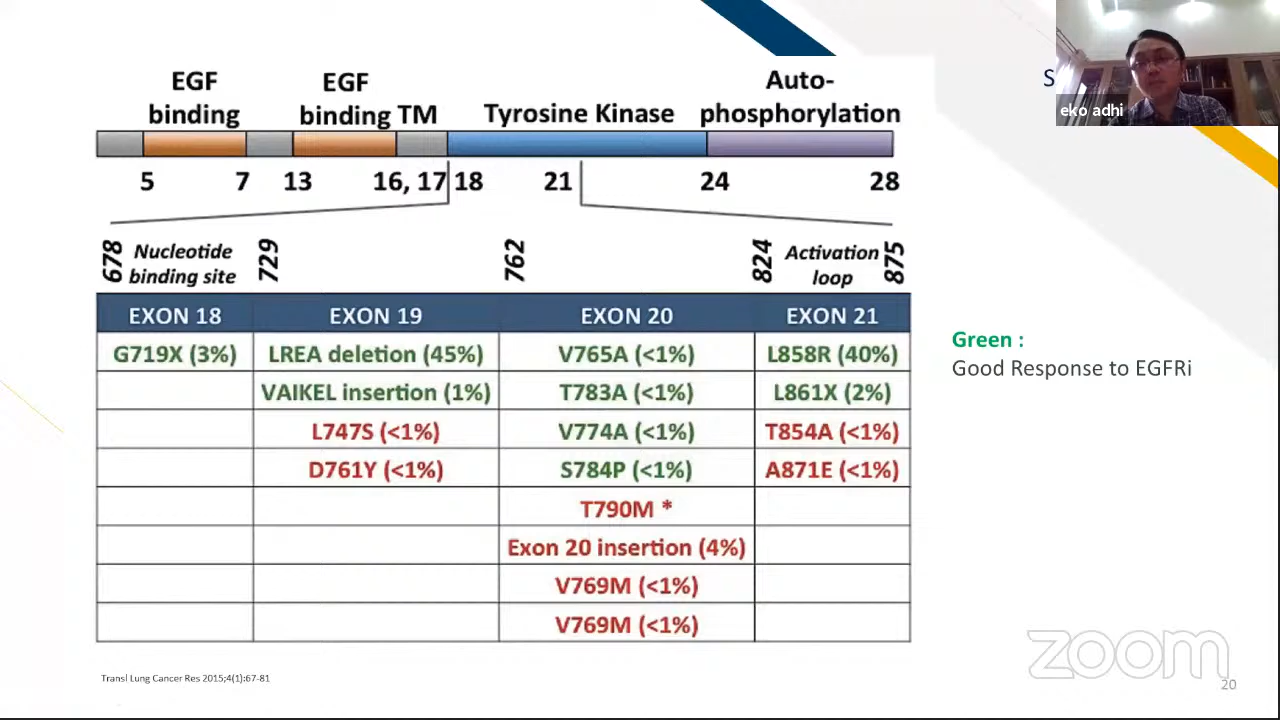 EGF
binding
EGF
binding TM
Tyrosine Kinase
Auto-
phosphorylation
5 7 13 16, 17 18 21 24 28
678 Nucleotide
binding site 729 762 824 Activation
loop 875
EXON 18 EXON 19 EXON 20 EXON 21
G719X (3%) LREA deletion (45%) V765A (<1%) L858R (40%)
VAIKEL insertion (1%) T783A (<1%) L861X (2%)
L747S (<1%) V774A (<1%) T854A (<1%)
D761Y (<1%) S784P (<1%) A871E (<1%)
T790M *
Exon 20 insertion (4%)
V769M (<1%)
V769M (<1%)
Green :
Good Response to EGFRi
S
eko adhi
Transl Lung Cancer Res 2015;4(1):67-81
zoom
20